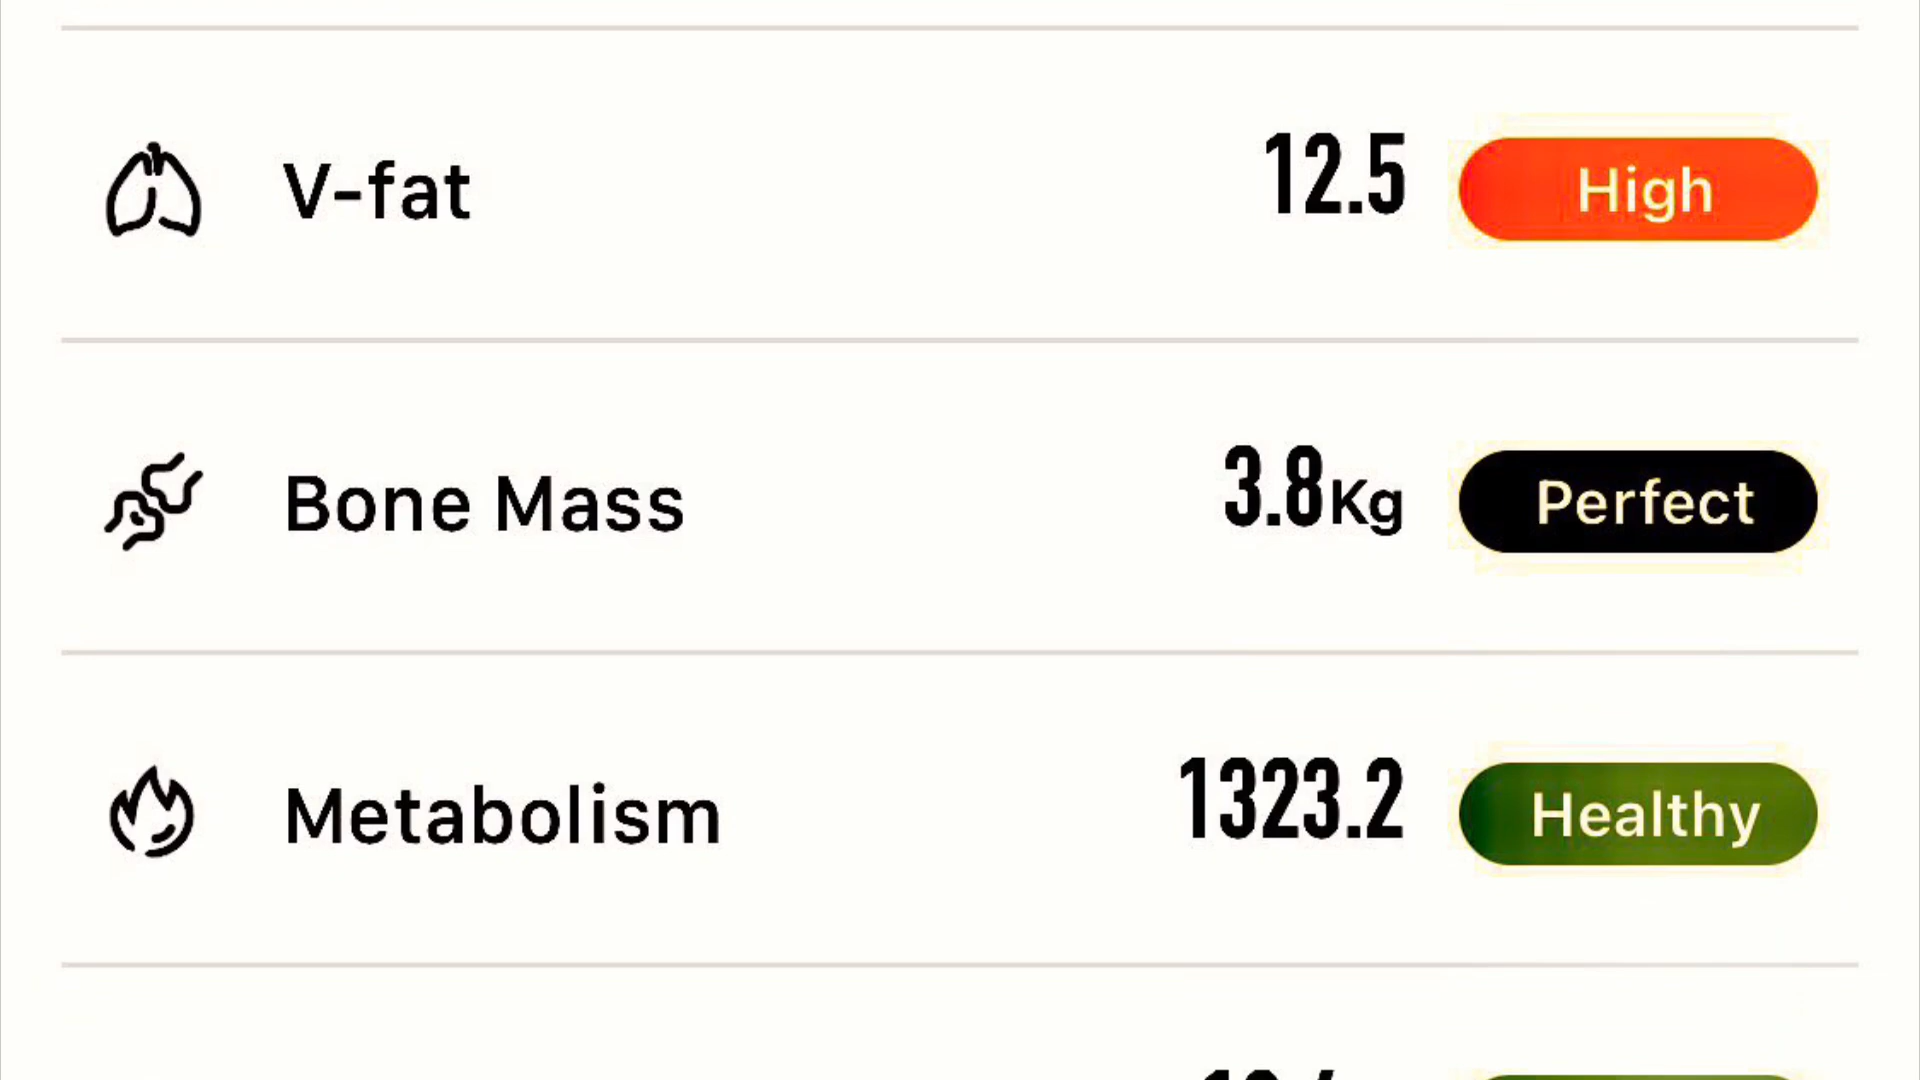 V-fat 12.5 High
Bone Mass 3.8Kg Perfect
Metabolism 1323.2 Healthy